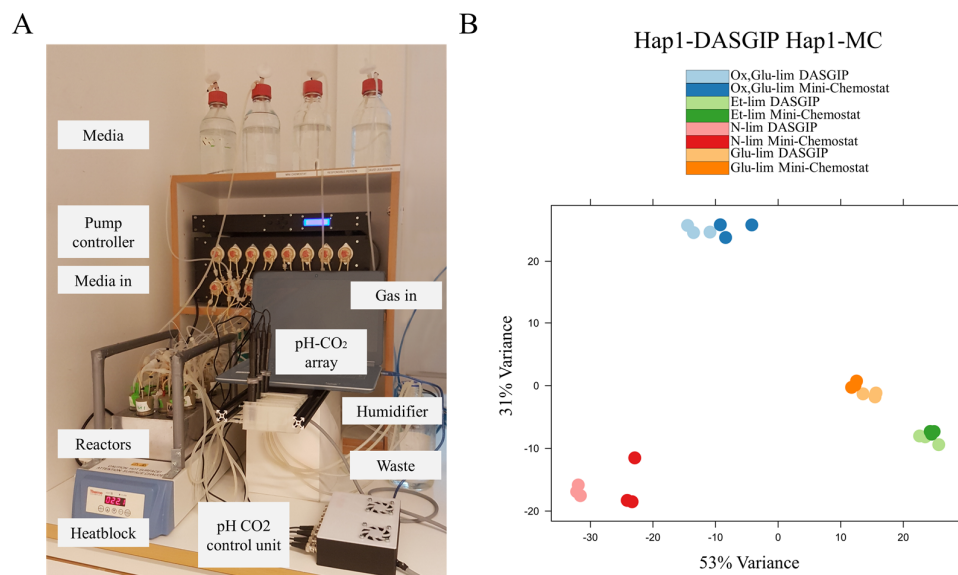 A
Media
Pump
controller
Media in
Gas in
pH-CO₂
array
Humidifier
Reactors
Waste
Heatblock
pH CO2
control unit
B
Hap1-DASGIP Hap1-MC
Ox,Glu-lim DASGIP
Ox,Glu-lim Mini-Chemostat
Et-lim DASGIP
Et-lim Mini-Chemostat
N-lim DASGIP
N-lim Mini-Chemostat
Glu-lim DASGIP
Glu-lim Mini-Chemostat
31% Variance
20
10
0
-10
-20
-30
-20
-10
0
10
20
53% Variance